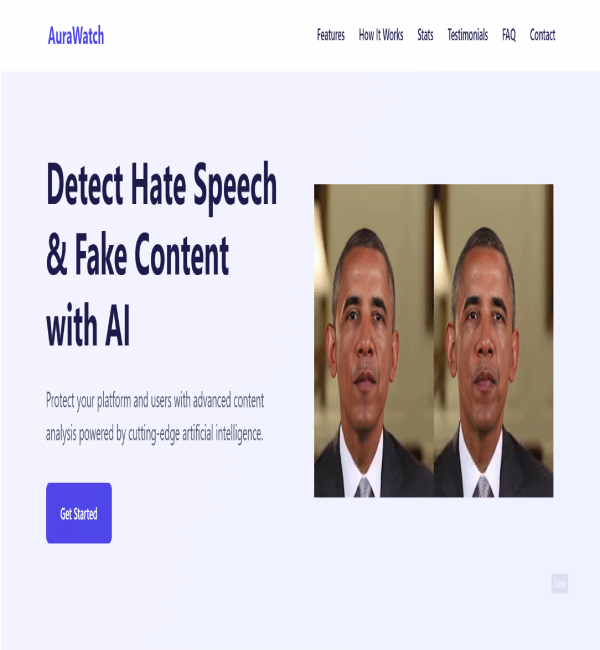 AuraWatch
Features How It Works Stats Testimonials FAQ Contact
Detect Hate Speech
& Fake Content
with AI
Protect your platform and users with advanced content
analysis powered by cutting-edge artificial intelligence.
Get Started